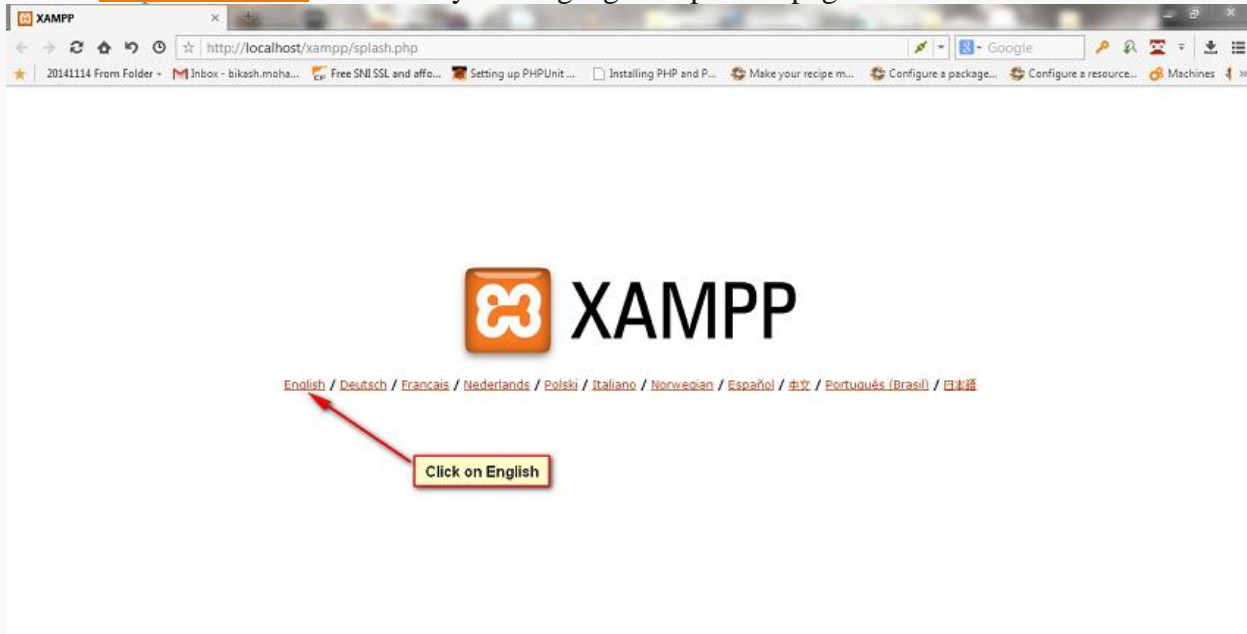 XAMPP
http://localhost/xampp/splash.php
Google
20141114 From Folder
Inbox - bikash.moha...
Free SNI SSL and affo...
Setting up PHPUnit ...
Installing PHP and P...
Make your recipe m...
Configure a package...
Configure a resource...
Machines
XAMPP
English / Deutsch / Francais / Nederlands / Polski / Italiano / Norwegian / Español / 中文 / Português (Brasil) / 日本語
Click on English